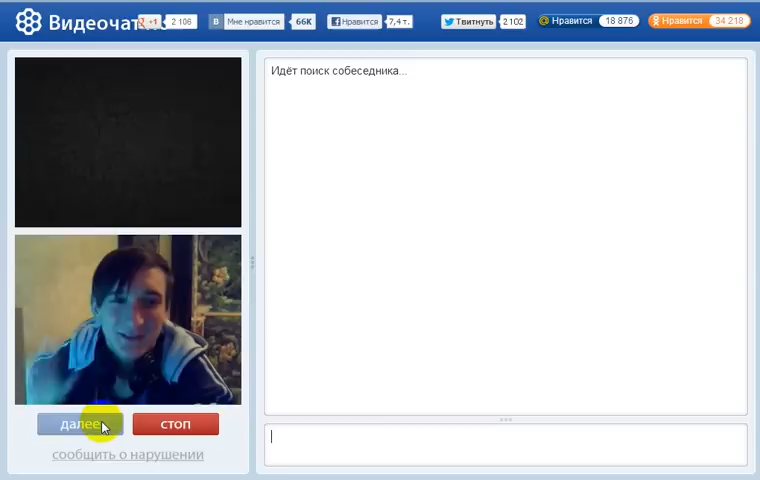 Видеочат
+1 2 106
В Мне нравится 66K
Нравится 7,4 т.
Твитнуть 2 102
@ Нравится 18 876
Нравится 34 218
Идёт поиск собеседника...
ДАЛЕЕ
СТОП
сообщить о нарушении